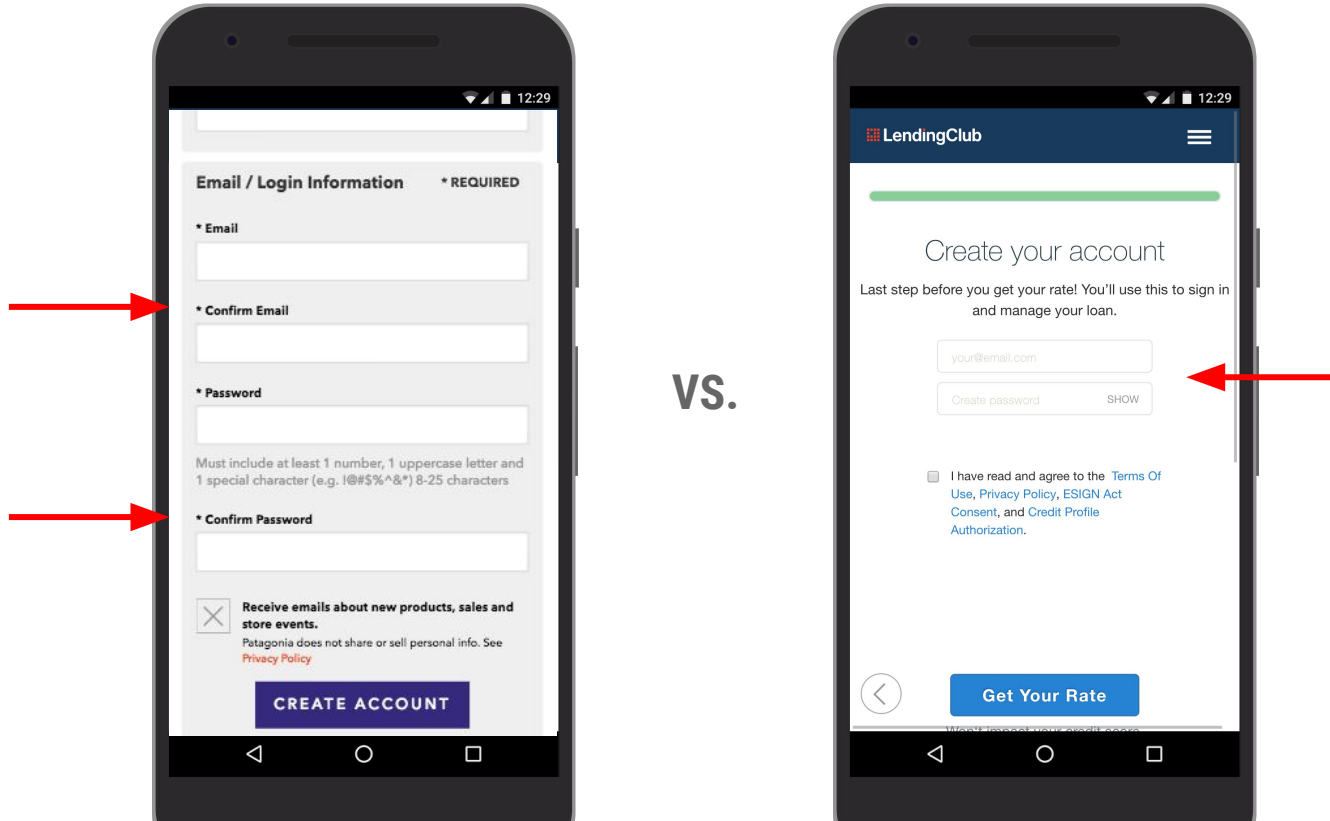 12:29
Email / Login Information * REQUIRED
* Email
* Confirm Email
* Password
Must include at least 1 number, 1 uppercase letter and
1 special character (e.g. !@#$%^&*) 8-25 characters
* Confirm Password
Receive emails about new products, sales and
store events.
Patagonia does not share or sell personal info. See
Privacy Policy
CREATE ACCOUNT
VS.
12:29
LendingClub
Create your account
Last step before you get your rate! You'll use this to sign in
and manage your loan.
your@email.com
Create password SHOW
I have read and agree to the Terms Of
Use, Privacy Policy, ESIGN Act
Consent, and Credit Profile
Authorization.
Get Your Rate
Won't impact your credit score